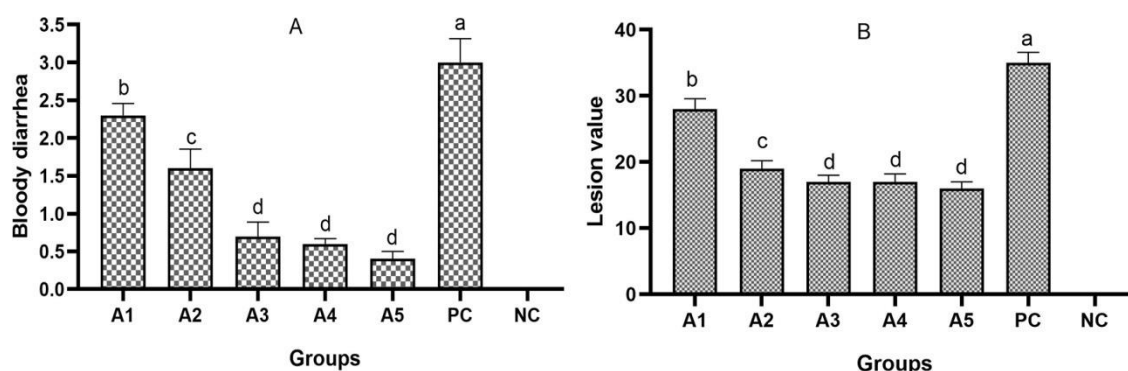 A
Bloody diarrhea
3.5
3.0
2.5
2.0
1.5
1.0
0.5
0.0
b
c
d
d
d
a
A1 A2 A3 A4 A5 PC NC
Groups
B
Lesion value
40
30
20
10
0
b
c
d
d
d
a
A1 A2 A3 A4 A5 PC NC
Groups